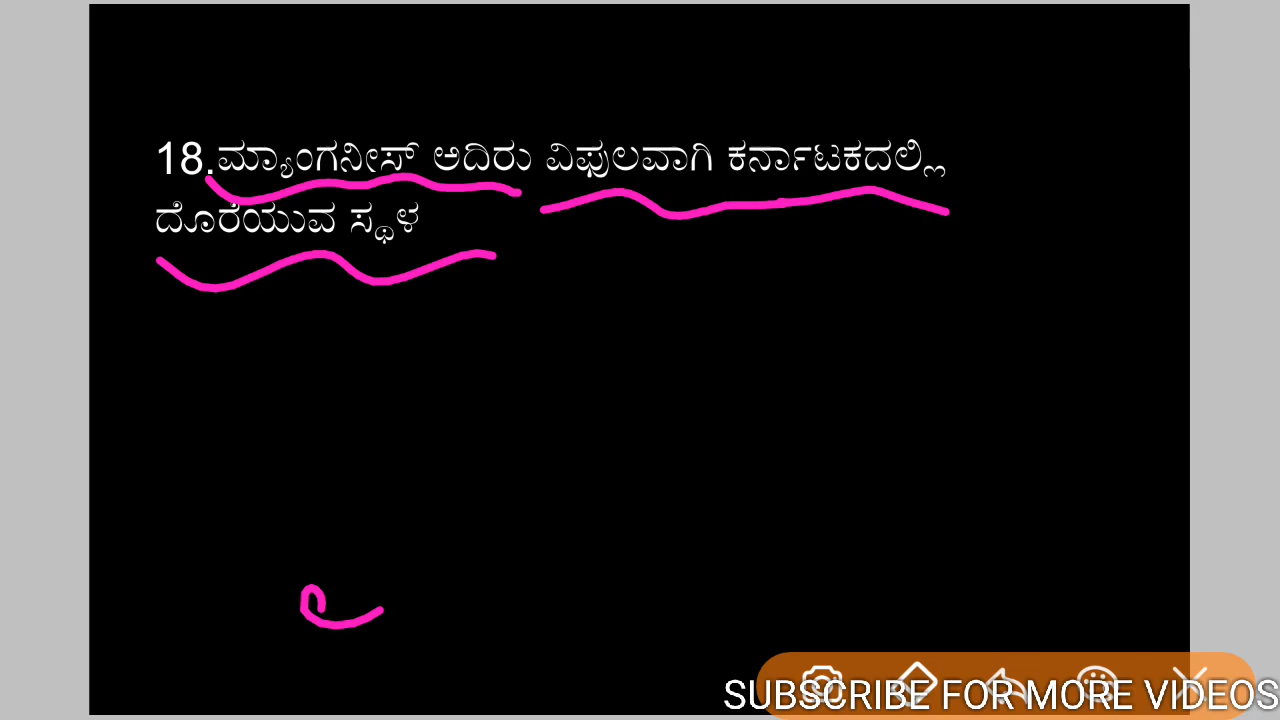 18.ಮ್ಯಾಂಗನೀಸ್ ಅದಿರು ವಿಫುಲವಾಗಿ ಕರ್ನಾಟಕದಲ್ಲಿ
ದೊರೆಯುವ ಸ್ಥಳ
SUBSCRIBE FOR MORE VIDEOS